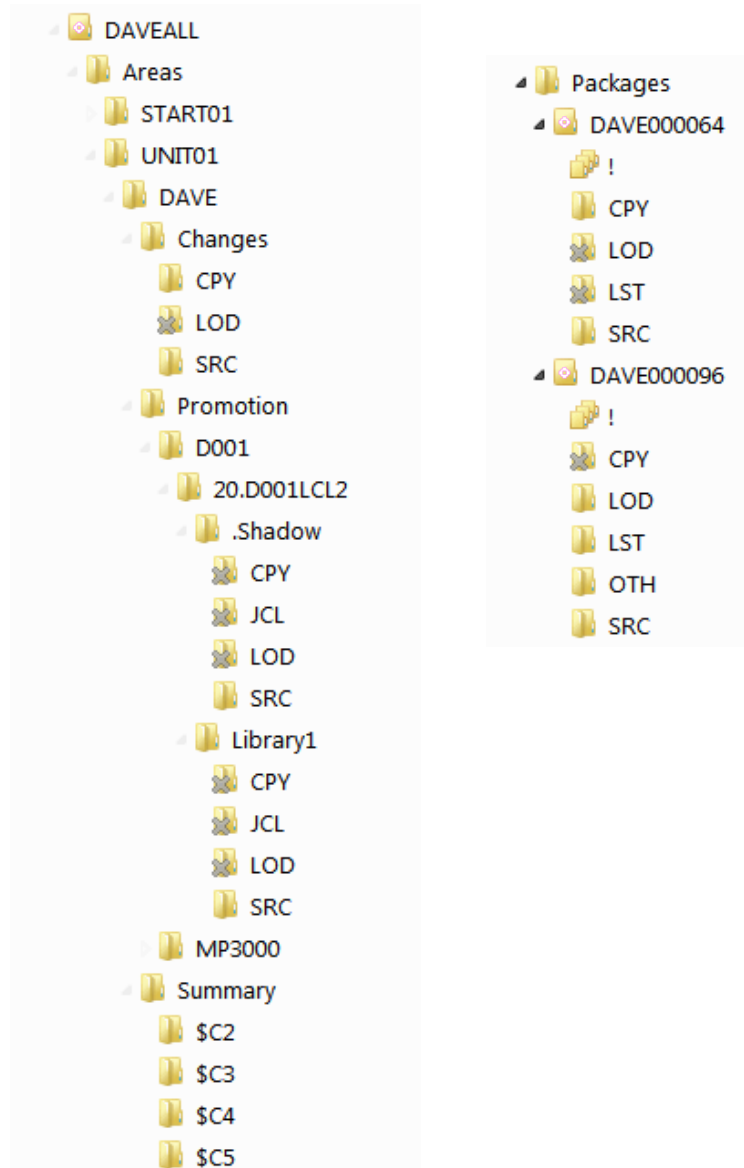 DAVEALL
Areas
START01
UNIT01
DAVE
Changes
CPY
LOD
SRC
Promotion
D001
20.D001LCL2
.Shadow
CPY
JCL
LOD
SRC
Library1
CPY
JCL
LOD
SRC
MP3000
Summary
$C2
$C3
$C4
$C5
Packages
DAVE000064
!
CPY
LOD
LST
SRC
DAVE000096
!
CPY
LOD
LST
OTH
SRC